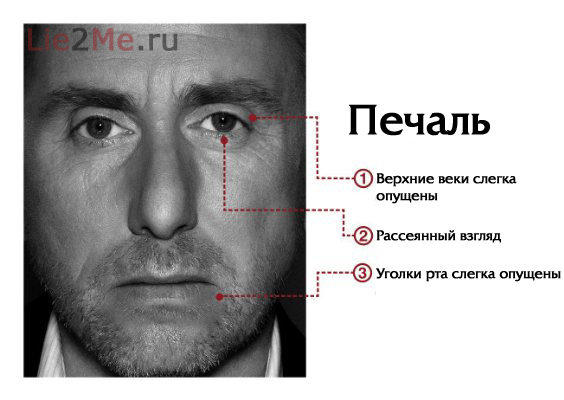 Lie2Me.ru
Печаль
1 Верхние веки слегка
опущены
2 Рассеянный взгляд
3 Уголки рта слегка опущены